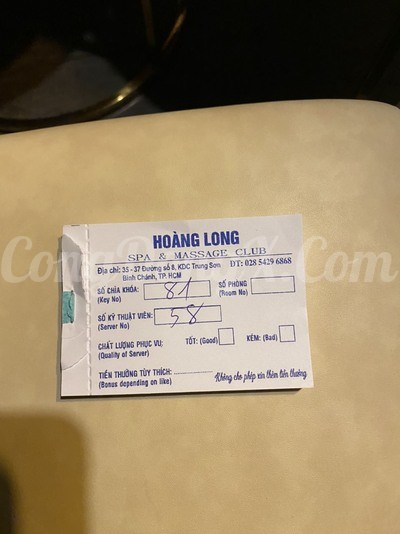 HOÀNG LONG
SPA & MASSAGE CLUB
Địa chỉ: 35 - 37 Đường số 8, KDC Trung Sơn ĐT: 028 5429 6868
Bình Chánh, TP. HCM
SỐ CHÌA KHÓA: 81 SỐ PHÒNG
(Key No) (Room No)
SỐ KỸ THUẬT VIÊN: 58
(Server No)
CHẤT LƯỢNG PHỤC VỤ: TỐT: (Good) KÉM: (Bad)
(Quality of Server)
TIỀN THƯỞNG TÙY THÍCH:
(Bonus depending on like) Không cho phép xin thêm tiền thưởng